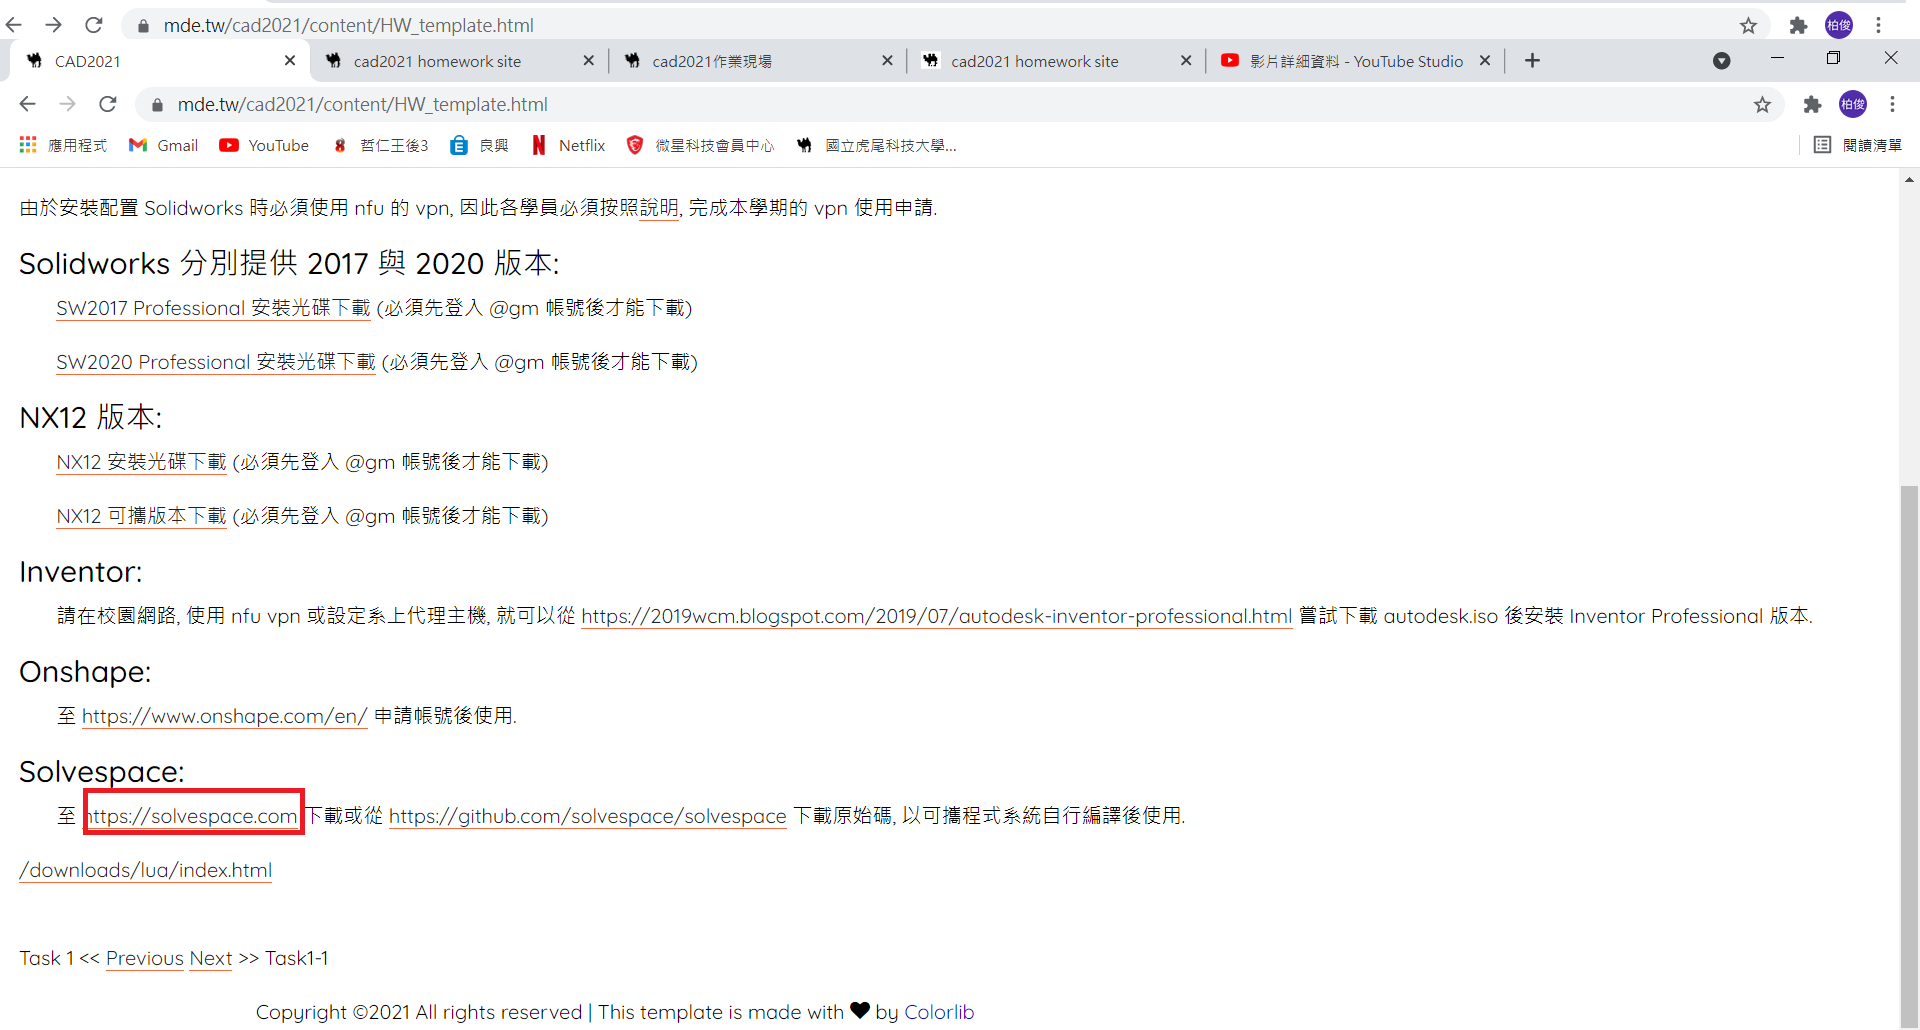 mde.tw/cad2021/content/HW_template.html
柏俊
CAD2021
cad2021 homework site
cad2021作業現場
cad2021 homework site
影片詳細資料 - YouTube Studio
mde.tw/cad2021/content/HW_template.html
柏俊
應用程式
Gmail
YouTube
哲仁王後3
良興
Netflix
微星科技會員中心
國立虎尾科技大學...
閱讀清單
由於安裝配置 Solidworks 時必須使用 nfu 的 vpn, 因此各學員必須按照說明, 完成本學期的 vpn 使用申請.
Solidworks 分別提供 2017 與 2020 版本:
SW2017 Professional 安裝光碟下載 (必須先登入 @gm 帳號後才能下載)
SW2020 Professional 安裝光碟下載 (必須先登入 @gm 帳號後才能下載)
NX12 版本:
NX12 安裝光碟下載 (必須先登入 @gm 帳號後才能下載)
NX12 可攜版本下載 (必須先登入 @gm 帳號後才能下載)
Inventor:
請在校園網路, 使用 nfu vpn 或設定系上代理主機, 就可以從 https://2019wcm.blogspot.com/2019/07/autodesk-inventor-professional.html 嘗試下載 autodesk.iso 後安裝 Inventor Professional 版本.
Onshape:
至 https://www.onshape.com/en/ 申請帳號後使用.
Solvespace:
至 https://solvespace.com 下載或從 https://github.com/solvespace/solvespace 下載原始碼, 以可攜程式系統自行編譯後使用.
/downloads/lua/index.html
Task 1 << Previous Next >> Task1-1
Copyright ©2021 All rights reserved | This template is made with ♥ by Colorlib